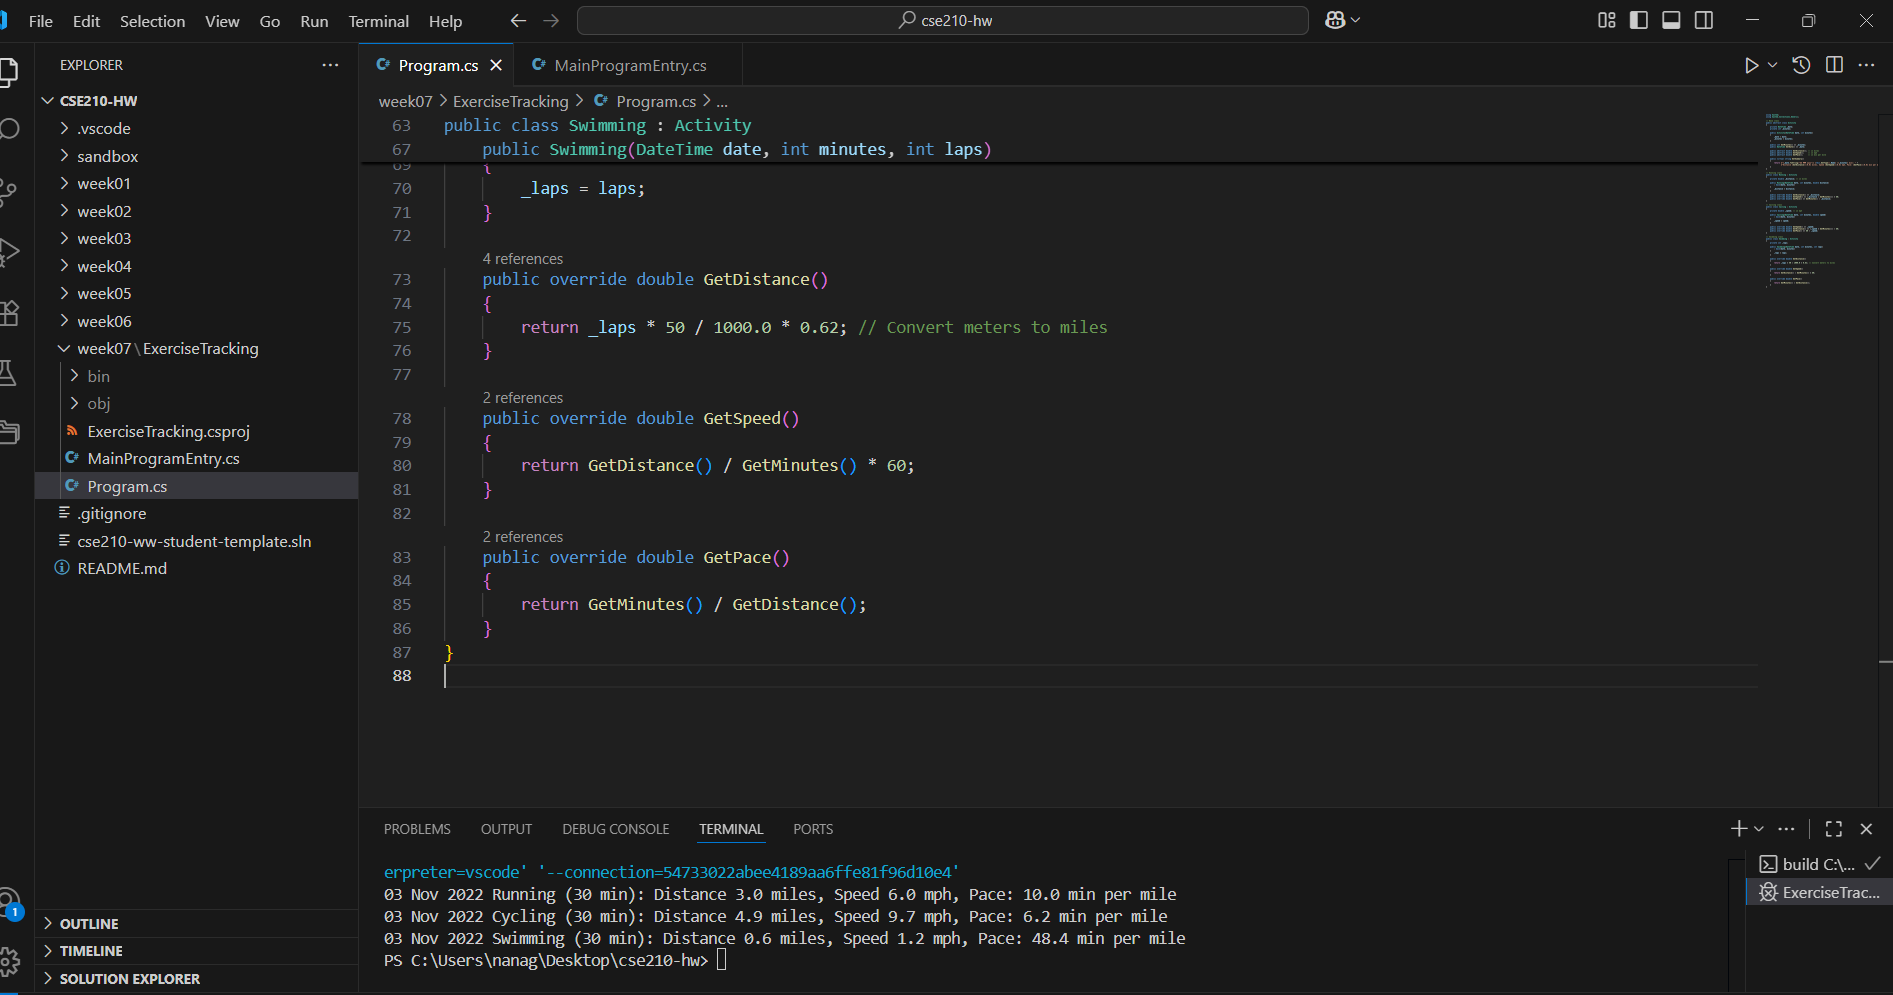 File Edit Selection View Go Run Terminal Help
cse210-hw
EXPLORER
CSE210-HW
.vscode
sandbox
week01
week02
week03
week04
week05
week06
week07\ExerciseTracking
bin
obj
ExerciseTracking.csproj
MainProgramEntry.cs
Program.cs
.gitignore
cse210-ww-student-template.sln
README.md
OUTLINE
TIMELINE
SOLUTION EXPLORER
1
Program.cs MainProgramEntry.cs
week07 > ExerciseTracking > Program.cs > ...
63 public class Swimming : Activity
67 public Swimming(DateTime date, int minutes, int laps)
69 {
70 _laps = laps;
71 }
72
4 references
73 public override double GetDistance()
74 {
75 return _laps * 50 / 1000.0 * 0.62; // Convert meters to miles
76 }
77
2 references
78 public override double GetSpeed()
79 {
80 return GetDistance() / GetMinutes() * 60;
81 }
82
2 references
83 public override double GetPace()
84 {
85 return GetMinutes() / GetDistance();
86 }
87 }
88
PROBLEMS OUTPUT DEBUG CONSOLE TERMINAL PORTS
erpreter=vscode' '--connection=54733022abee4189aa6ffe81f96d10e4'
03 Nov 2022 Running (30 min): Distance 3.0 miles, Speed 6.0 mph, Pace: 10.0 min per mile
03 Nov 2022 Cycling (30 min): Distance 4.9 miles, Speed 9.7 mph, Pace: 6.2 min per mile
03 Nov 2022 Swimming (30 min): Distance 0.6 miles, Speed 1.2 mph, Pace: 48.4 min per mile
PS C:\Users\nanag\Desktop\cse210-hw>
build C:\...
ExerciseTrac...